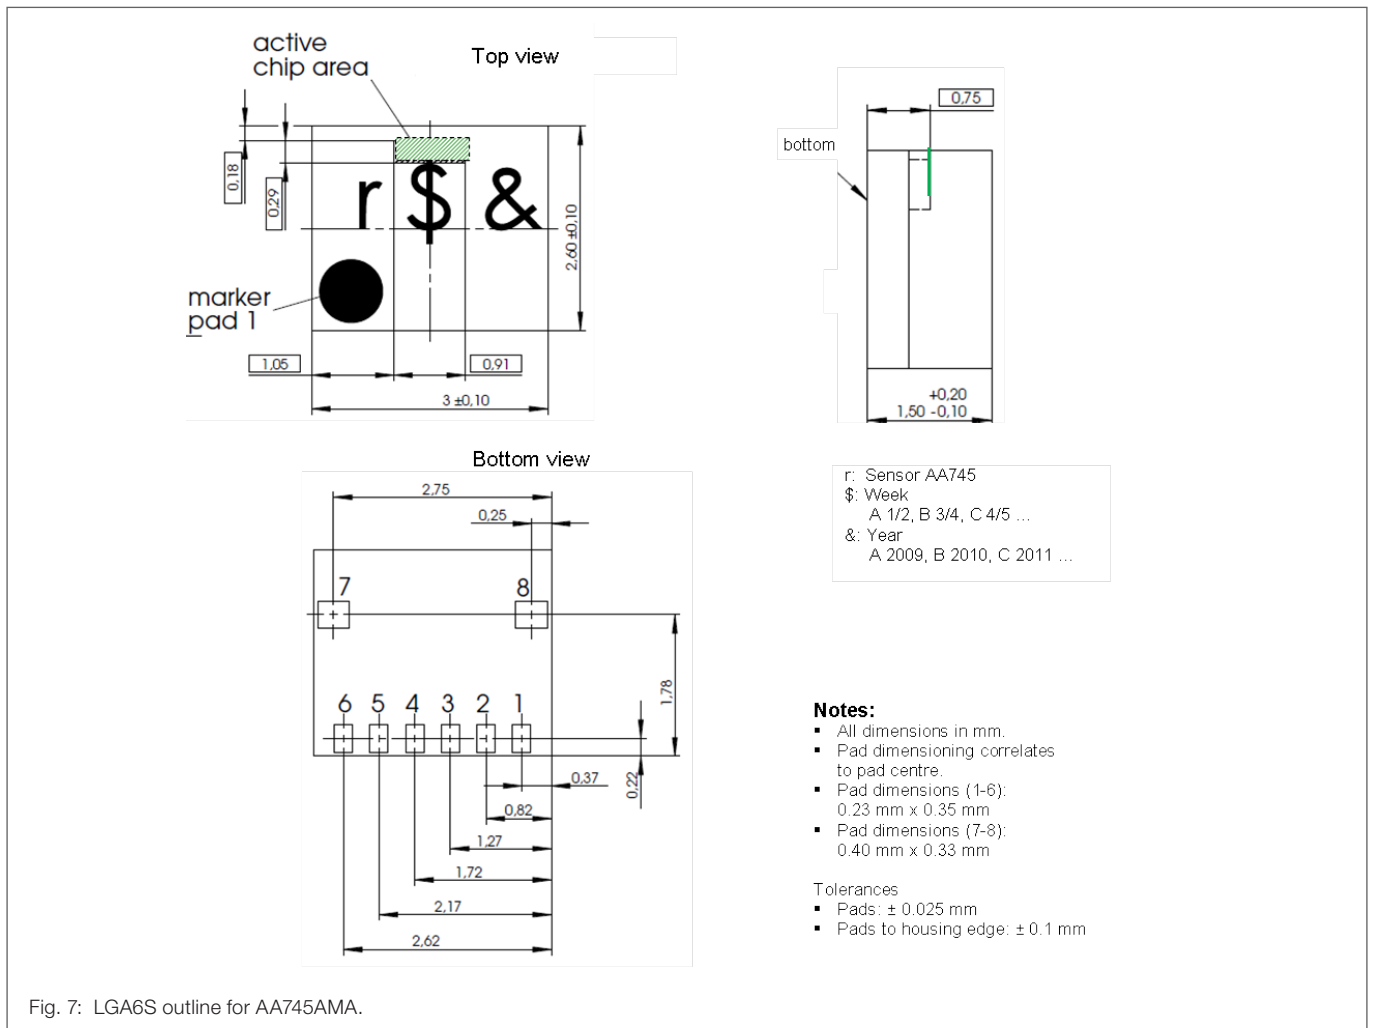 active
chip area
Top view
0,18
0,29
r $ &
2,60 ±0,10
marker
pad 1
1,05
0,91
3 ±0,10
0,75
bottom
+0,20
1,50 -0,10
Bottom view
2,75
0,25
7
8
1,78
6 5 4 3 2 1
0,37
0,22
0,82
1,27
1,72
2,17
2,62
r: Sensor AA745
$: Week
A 1/2, B 3/4, C 4/5 ...
&: Year
A 2009, B 2010, C 2011 ...
Notes:
▪ All dimensions in mm.
▪ Pad dimensioning correlates
to pad centre.
▪ Pad dimensions (1-6):
0.23 mm x 0.35 mm
▪ Pad dimensions (7-8):
0.40 mm x 0.33 mm
Tolerances
▪ Pads: ± 0.025 mm
▪ Pads to housing edge: ± 0.1 mm
Fig. 7: LGA6S outline for AA745AMA.